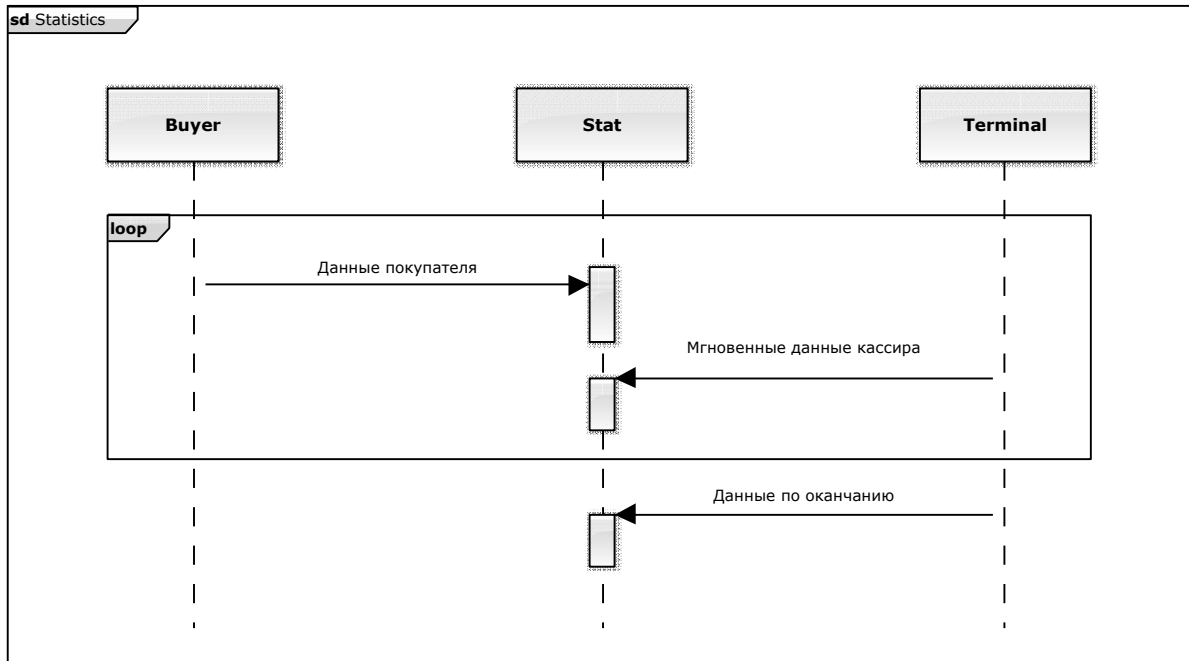 sd Statistics
Buyer
Stat
Terminal
loop
Данные покупателя
Мгновенные данные кассира
Данные по оканчанию